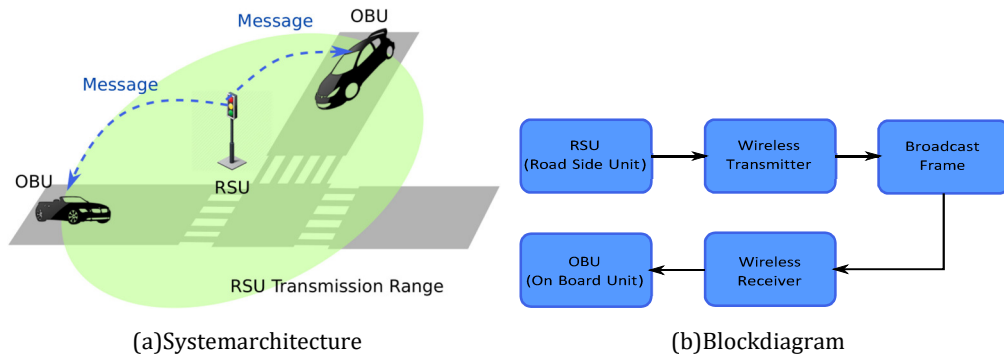 OBU
Message
Message
OBU
RSU
RSU Transmission Range
(a)Systemarchitecture
RSU
(Road Side Unit)
Wireless
Transmitter
Broadcast
Frame
OBU
(On Board Unit)
Wireless
Receiver
(b)Blockdiagram